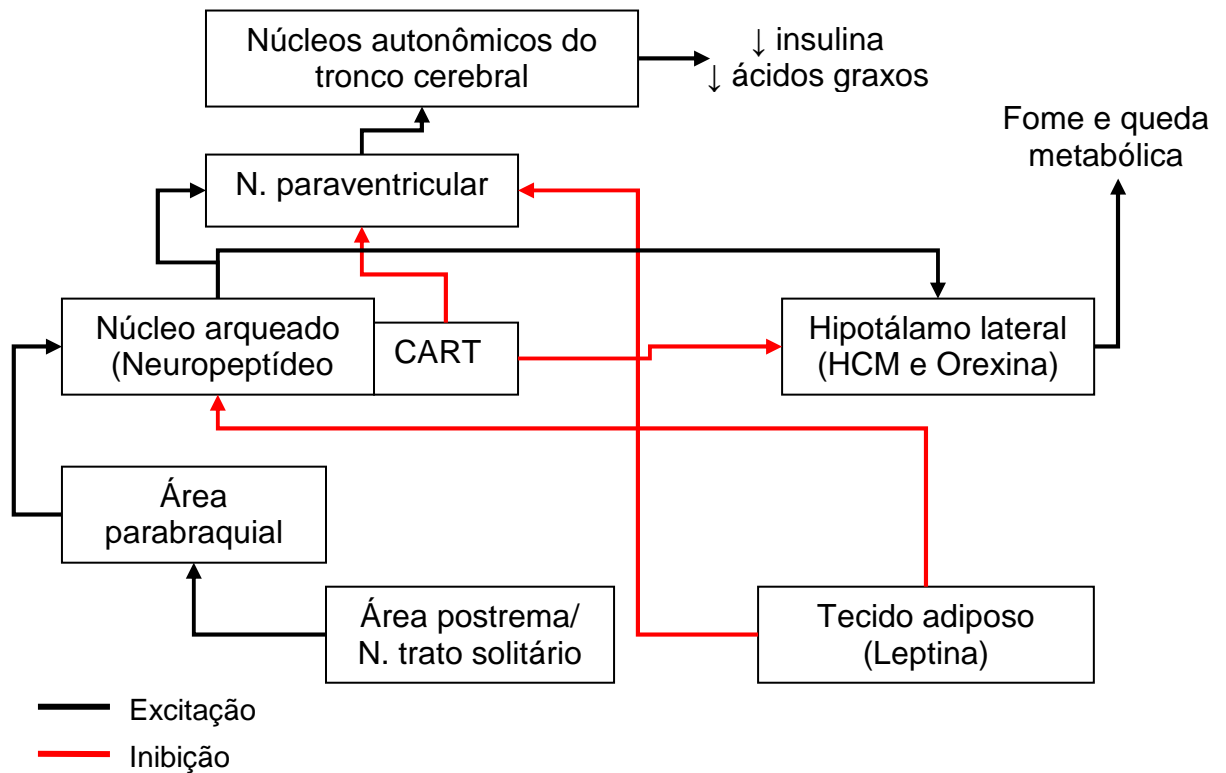 Núcleos autonômicos do
tronco cerebral
↓ insulina
↓ ácidos graxos
Fome e queda
metabólica
N. paraventricular
Núcleo arqueado
(Neuropeptídeo
CART
Hipotálamo lateral
(HCM e Orexina)
Área
parabraquial
Área postrema/
N. trato solitário
Tecido adiposo
(Leptina)
Excitação
Inibição